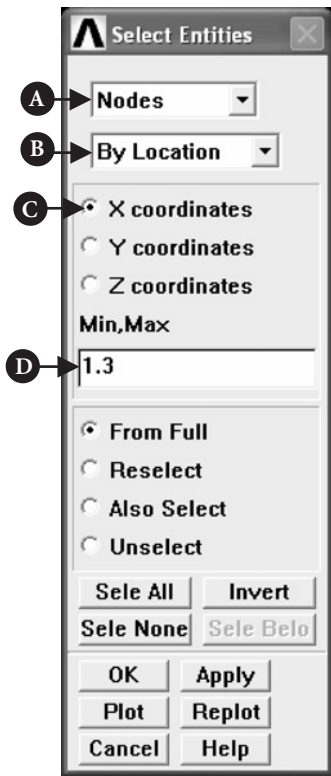 Select Entities
A Nodes
B By Location
C X coordinates
Y coordinates
Z coordinates
Min,Max
D 1.3
From Full
Reselect
Also Select
Unselect
Sele All Invert
Sele None Sele Belo
OK Apply
Plot Replot
Cancel Help